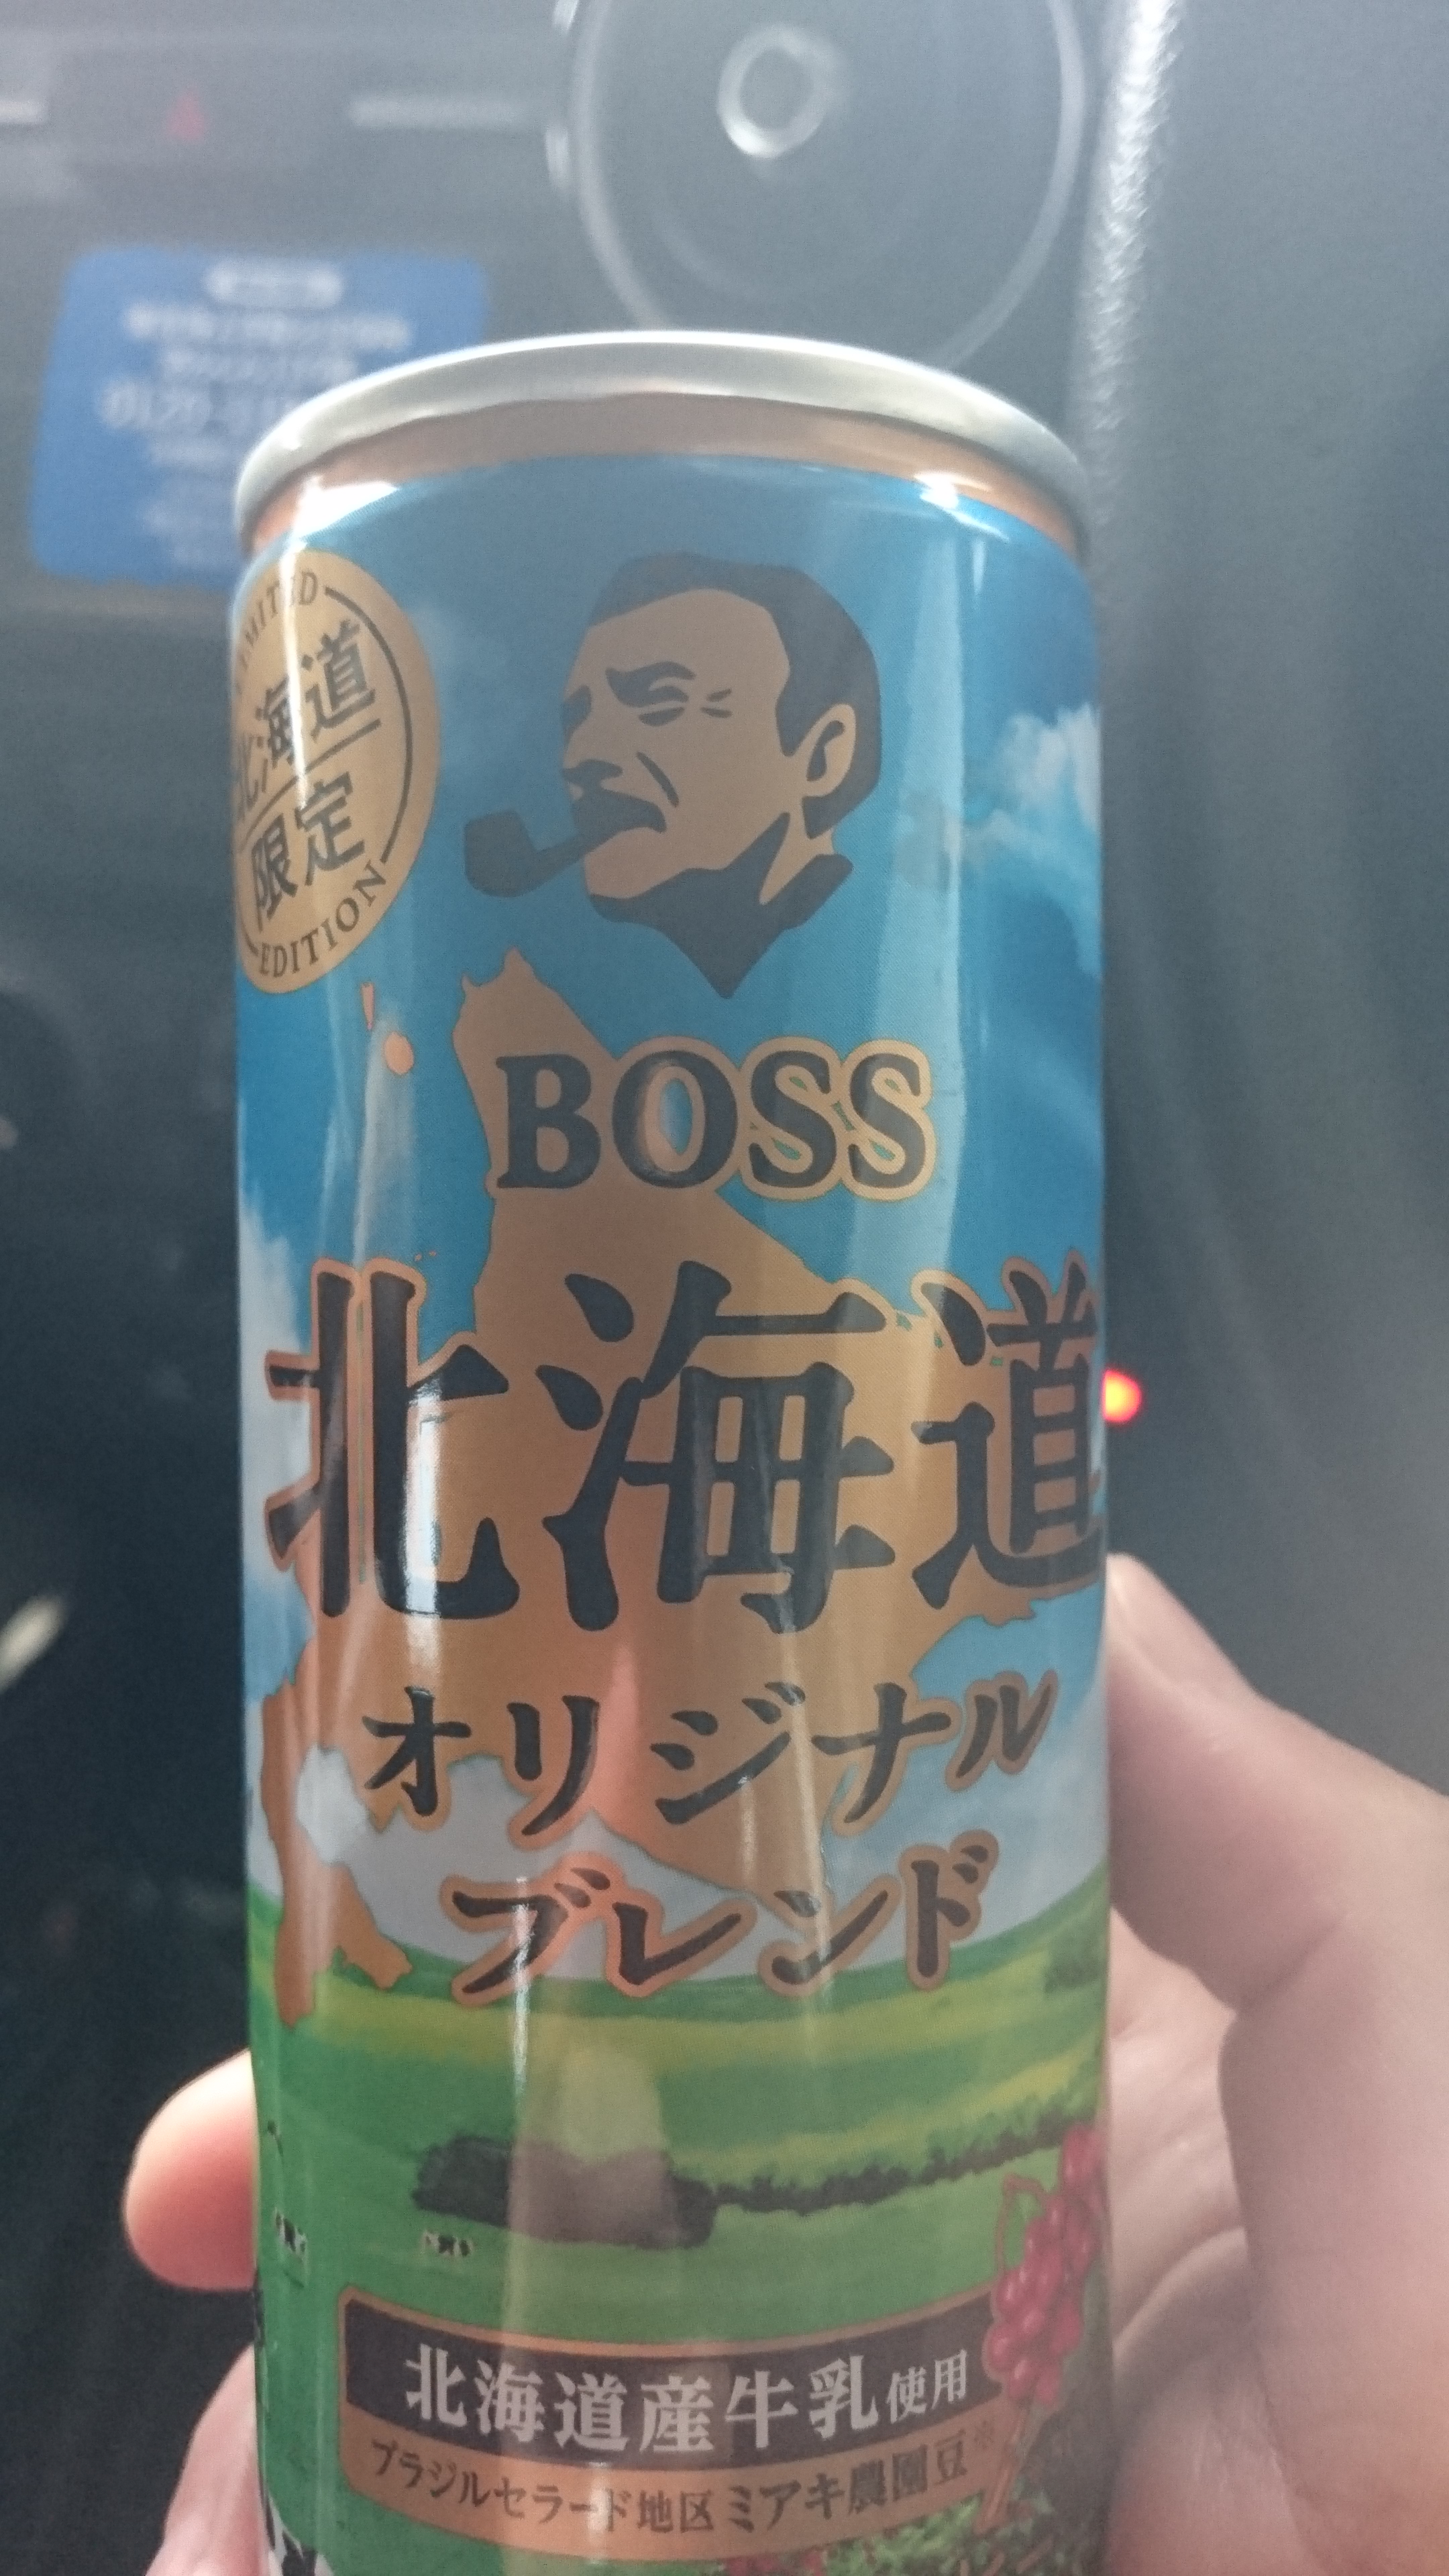 LIMITED
北海道
限定
EDITION
BOSS
北海道
オリジナル
ブレンド
北海道産牛乳使用
ブラジルセラード地区 ミアキ農園豆※